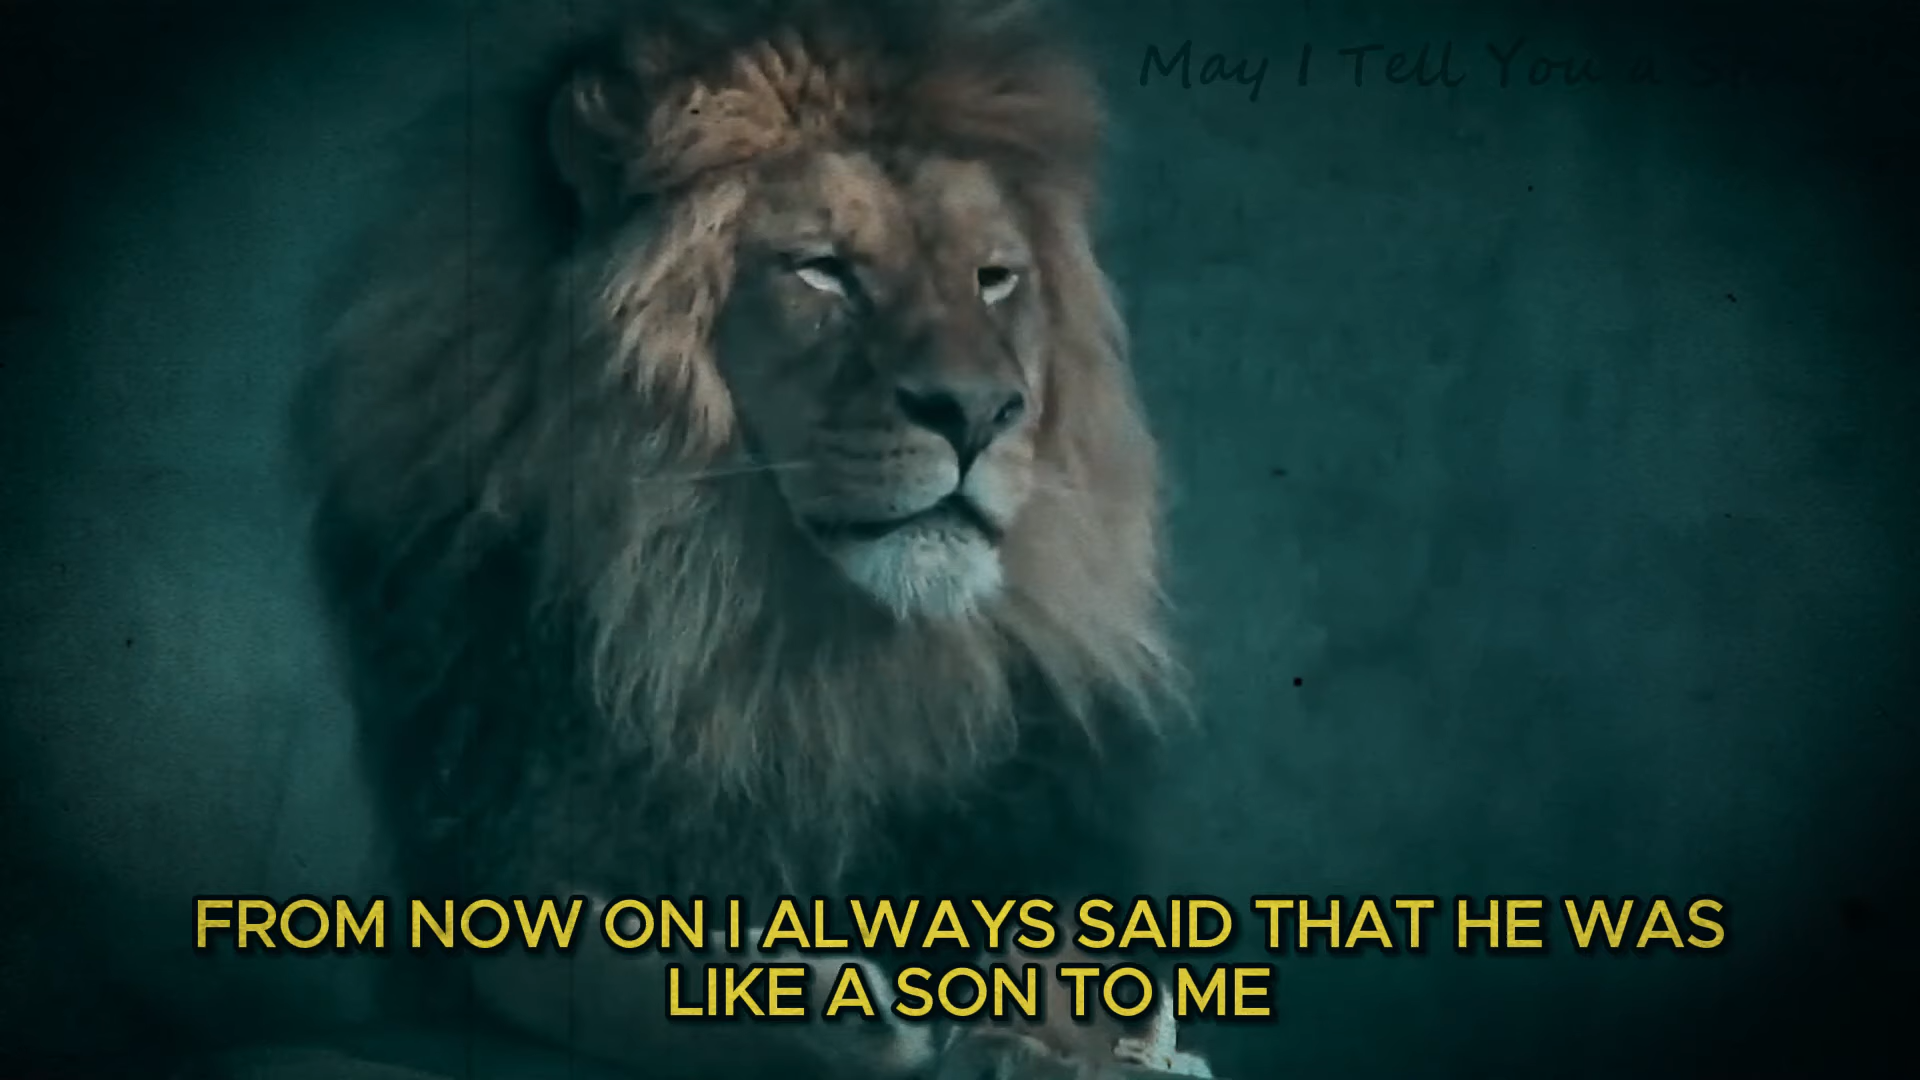 May I Tell You a
FROM NOW ON I ALWAYS SAID THAT HE WAS
LIKE A SON TO ME